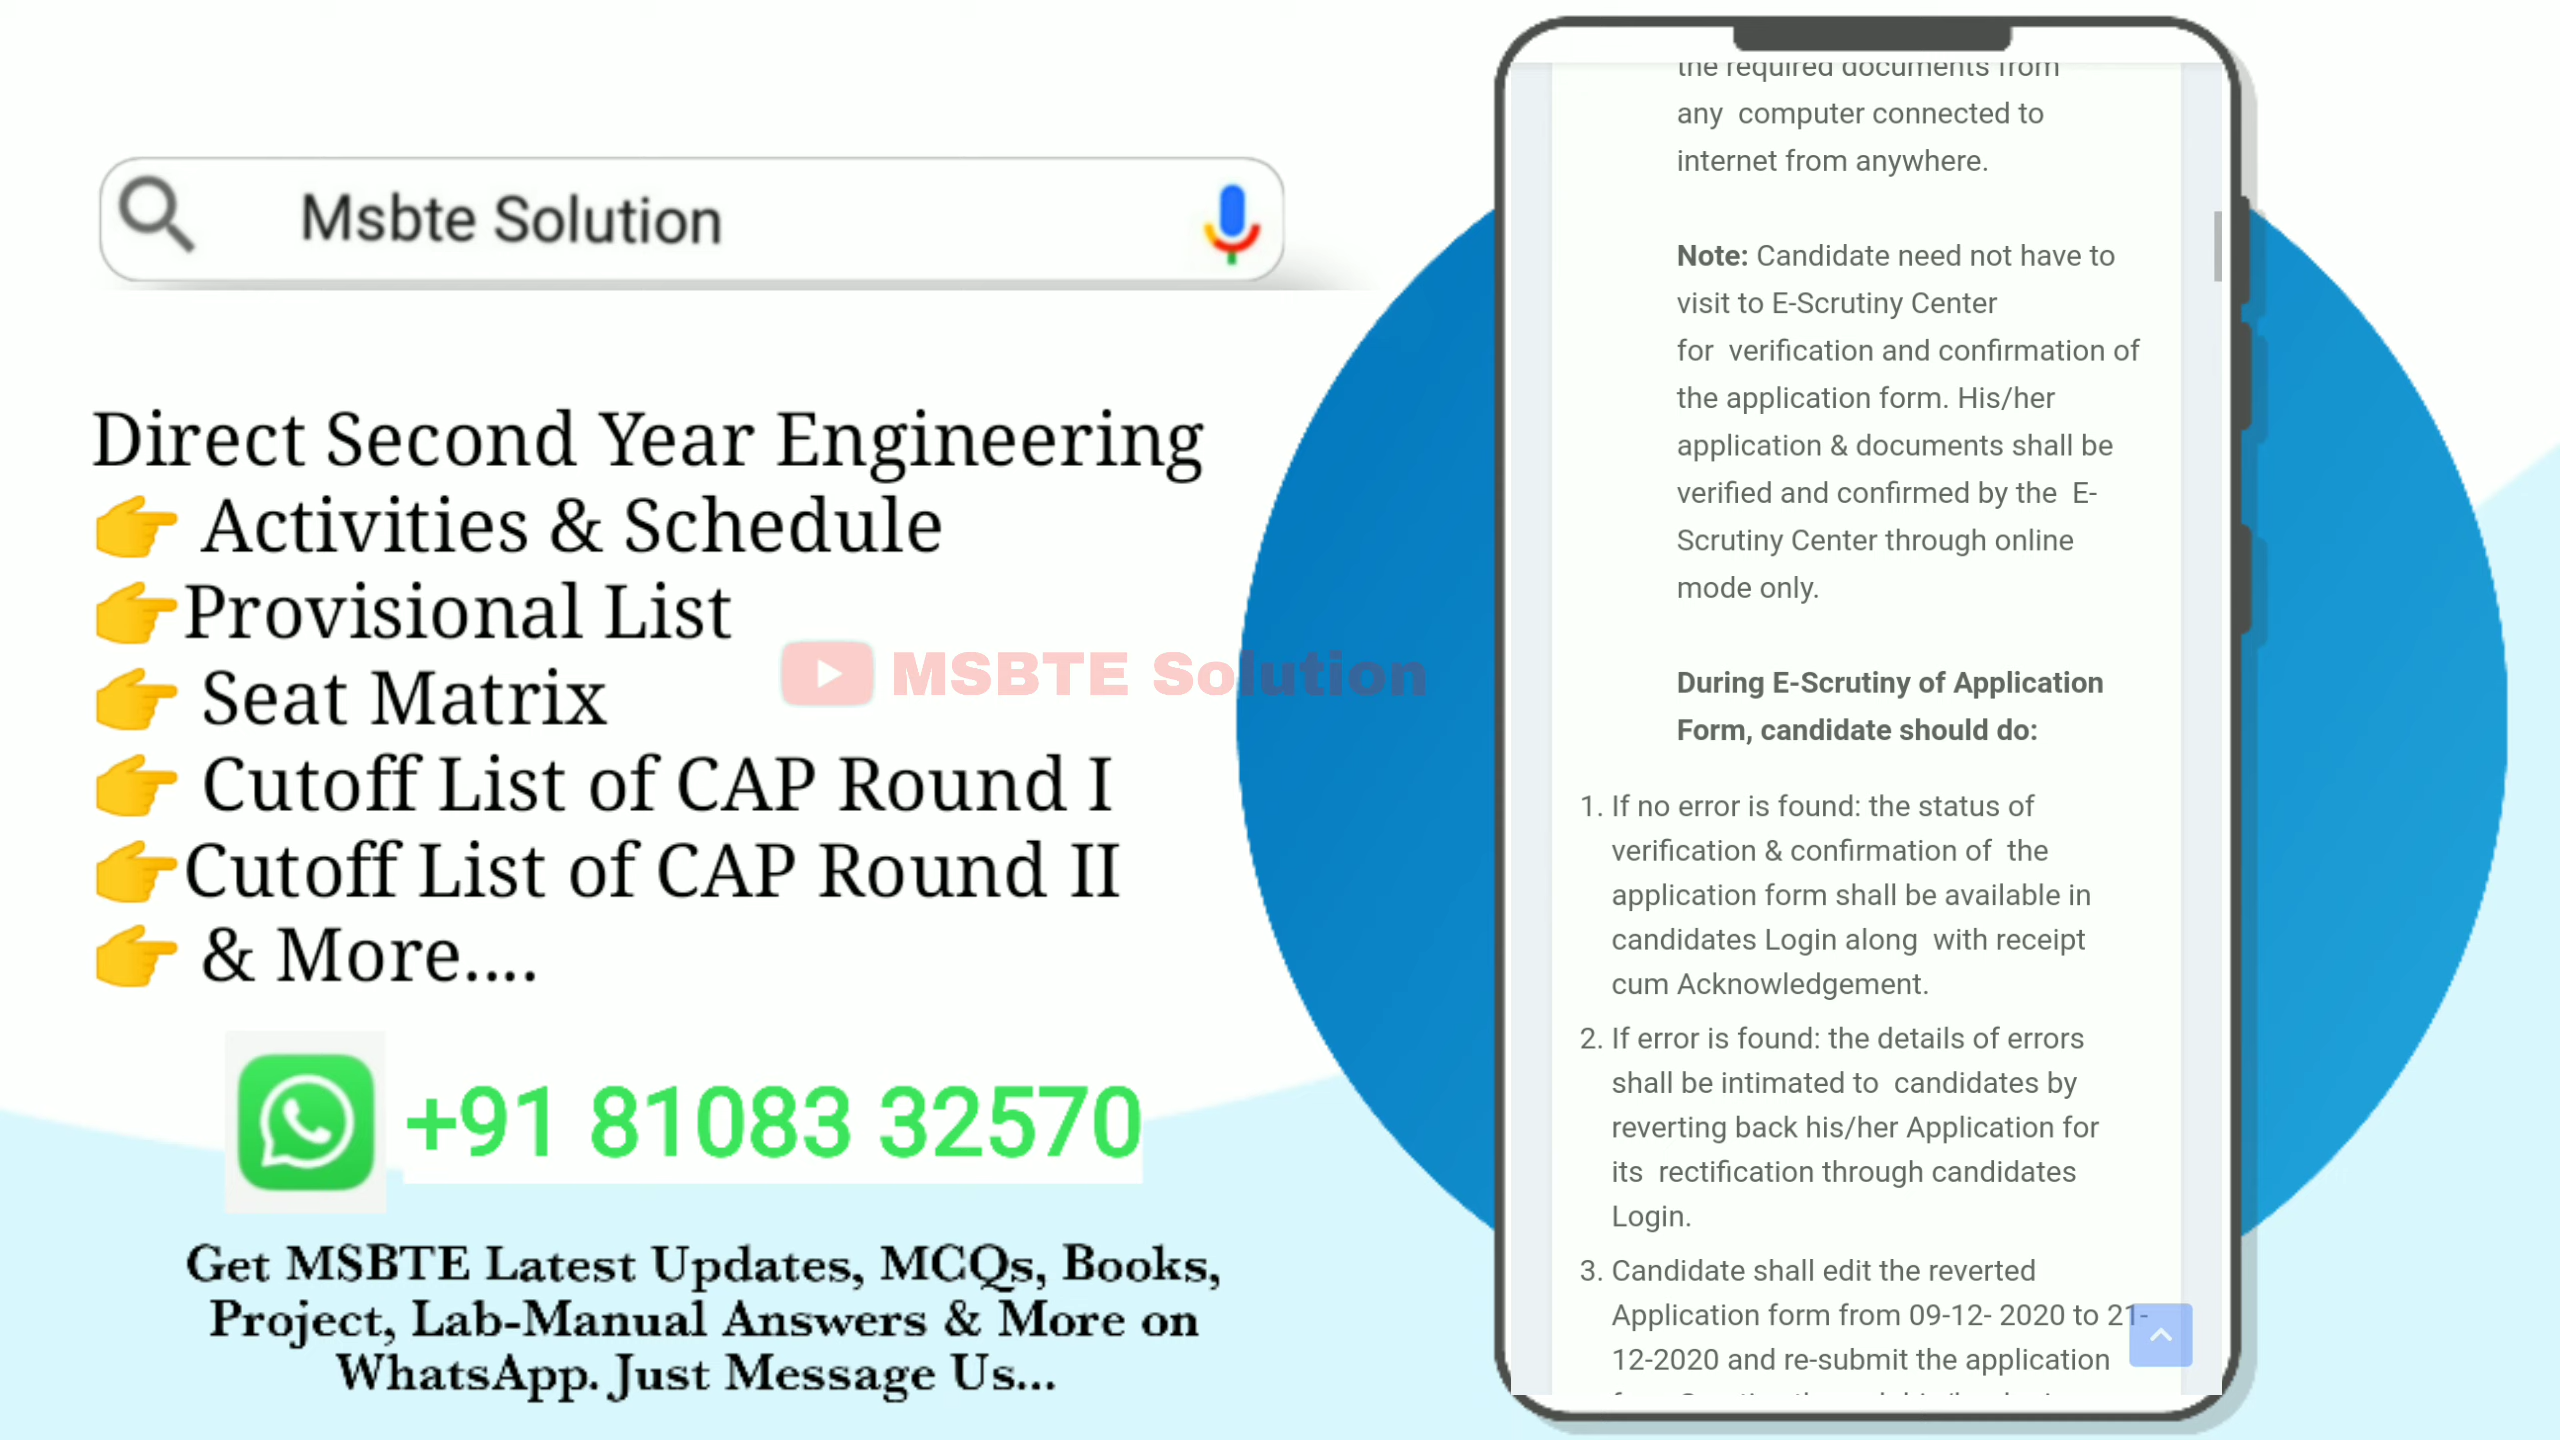 Msbte Solution
Direct Second Year Engineering
👉 Activities & Schedule
👉Provisional List
👉 Seat Matrix
👉 Cutoff List of CAP Round I
👉Cutoff List of CAP Round II
👉 & More....
MSBTE Solution
+91 81083 32570
Get MSBTE Latest Updates, MCQs, Books,
Project, Lab-Manual Answers & More on
WhatsApp. Just Message Us...
the required documents from
any computer connected to
internet from anywhere.
Note: Candidate need not have to
visit to E-Scrutiny Center
for verification and confirmation of
the application form. His/her
application & documents shall be
verified and confirmed by the E-
Scrutiny Center through online
mode only.
During E-Scrutiny of Application
Form, candidate should do:
1. If no error is found: the status of
verification & confirmation of the
application form shall be available in
candidates Login along with receipt
cum Acknowledgement.
2. If error is found: the details of errors
shall be intimated to candidates by
reverting back his/her Application for
its rectification through candidates
Login.
3. Candidate shall edit the reverted
Application form from 09-12- 2020 to 21-
12-2020 and re-submit the application